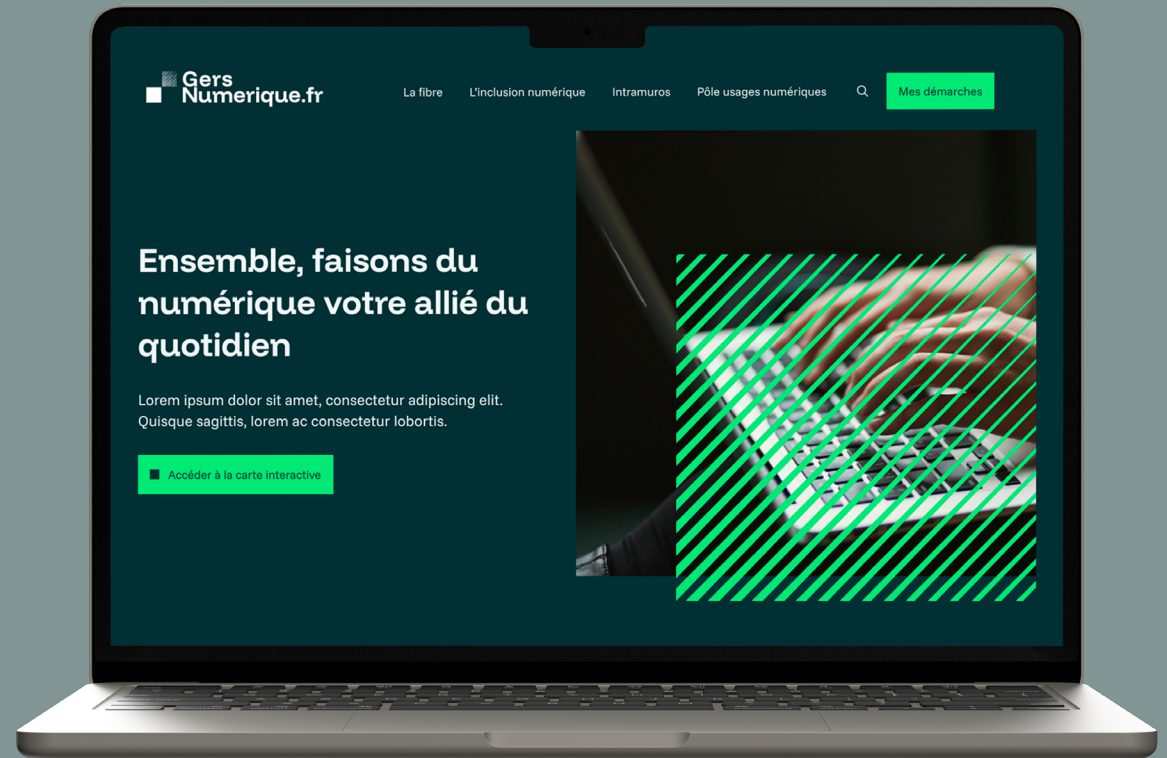 Gers
Numerique.fr
La fibre
L'inclusion numérique
Intramuros
Pôle usages numériques
Mes démarches
Ensemble, faisons du
numérique votre allié du
quotidien
Lorem ipsum dolor sit amet, consectetur adipiscing elit.
Quisque sagittis, lorem ac consectetur lobortis.
Accéder à la carte interactive